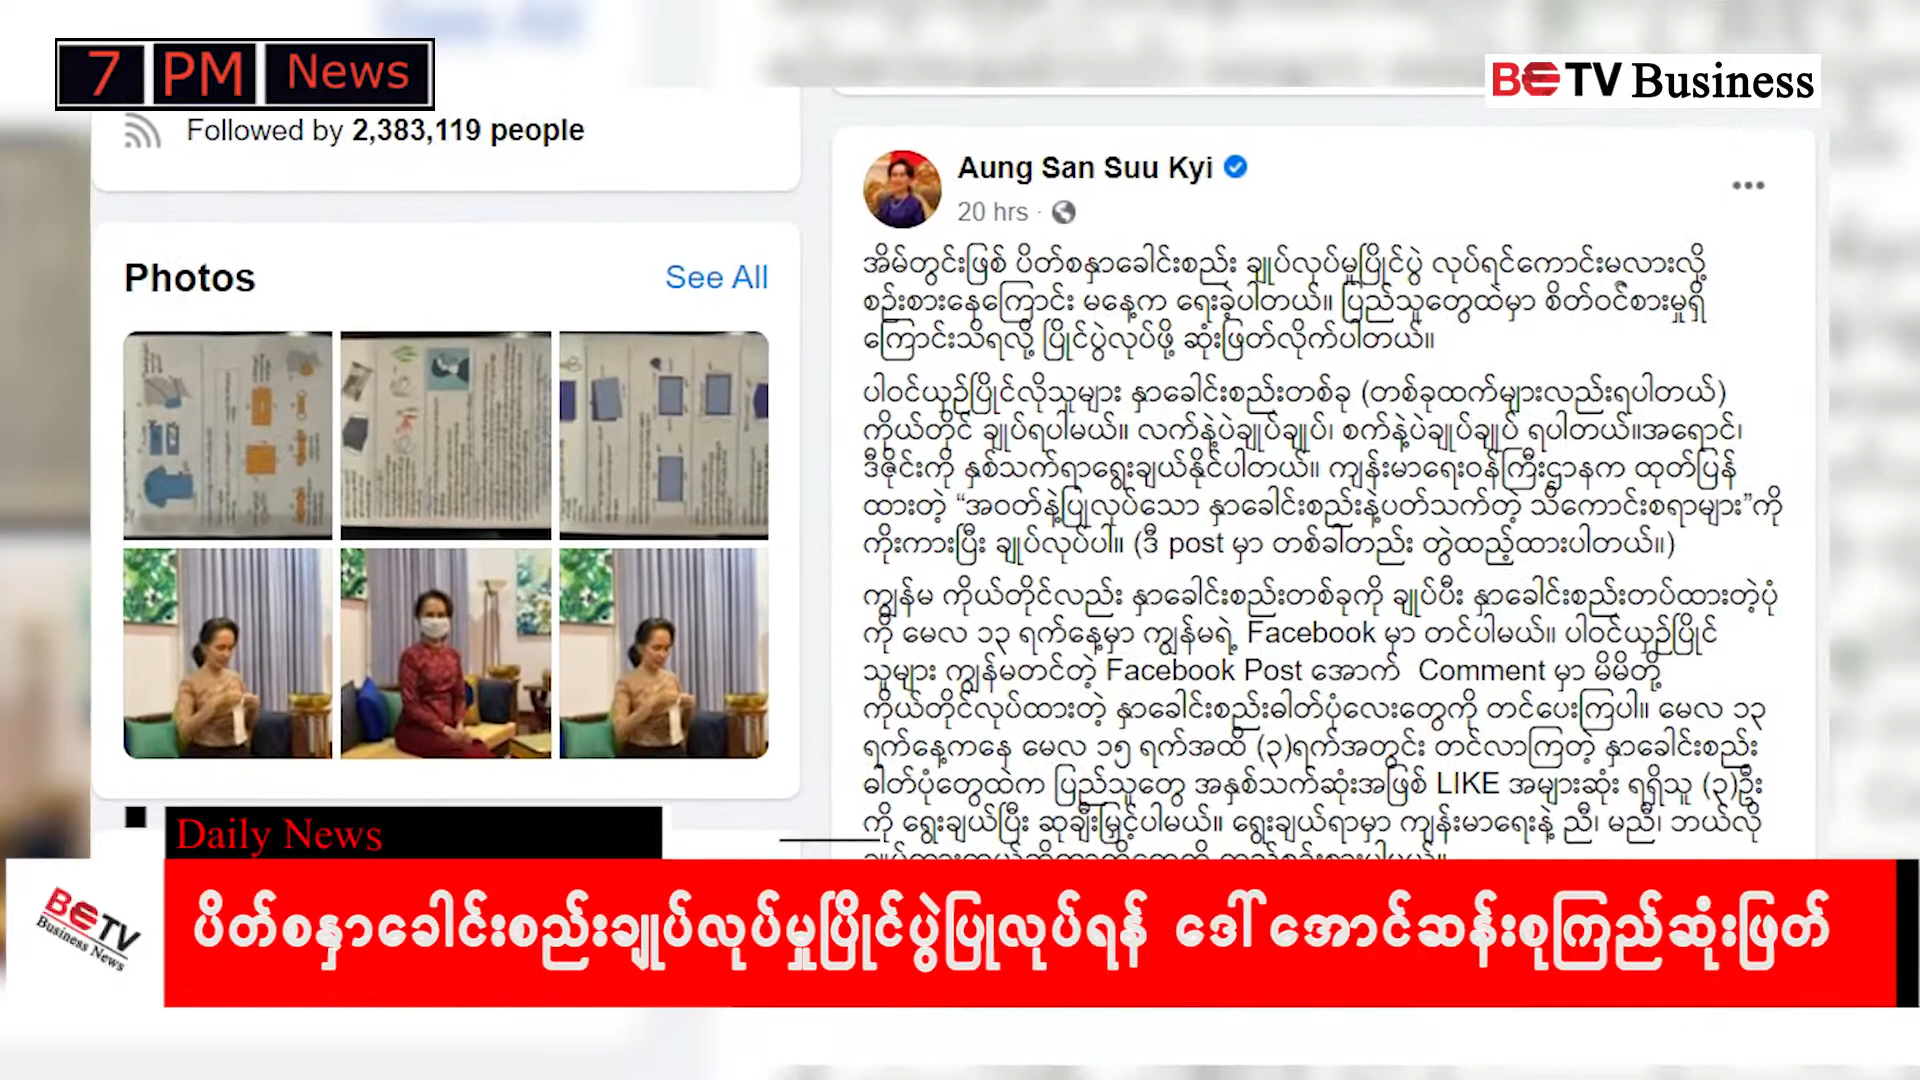 7 PM News
BETV Business
Followed by 2,383,119 people
Photos
See All
Aung San Suu Kyi
20 hrs ·
အိမ်တွင်းဖြစ် ပိတ်စနှာခေါင်းစည်း ချုပ်လုပ်မှုပြိုင်ပွဲ လုပ်ရင်ကောင်းမလားလို့
စဉ်းစားနေကြောင်း မနေ့က ရေးခဲ့ပါတယ်။ ပြည်သူတွေထဲမှာ စိတ်ဝင်စားမှုရှိ
ကြောင်းသိရလို့ ပြိုင်ပွဲလုပ်ဖို့ ဆုံးဖြတ်လိုက်ပါတယ်။
ပါဝင်ယှဉ်ပြိုင်လိုသူများ နှာခေါင်းစည်းတစ်ခု (တစ်ခုထက်များလည်းရပါတယ်)
ကိုယ်တိုင် ချုပ်ရပါမယ်။ လက်နဲ့ပဲချုပ်ချုပ်၊ စက်နဲ့ပဲချုပ်ချုပ် ရပါတယ်။အရောင်၊
ဒီဇိုင်းကို နှစ်သက်ရာရွေးချယ်နိုင်ပါတယ်။ ကျန်းမာရေးဝန်ကြီးဌာနက ထုတ်ပြန်
ထားတဲ့ “အဝတ်နဲ့ပြုလုပ်သော နှာခေါင်းစည်းနဲ့ပတ်သက်တဲ့ သိကောင်းစရာများ”ကို
ကိုးကားပြီး ချုပ်လုပ်ပါ။ (ဒီ post မှာ တစ်ခါတည်း တွဲထည့်ထားပါတယ်။)
ကျွန်မ ကိုယ်တိုင်လည်း နှာခေါင်းစည်းတစ်ခုကို ချုပ်ပီး နှာခေါင်းစည်းတပ်ထားတဲ့ပုံ
ကို မေလ ၁၃ ရက်နေ့မှာ ကျွန်မရဲ့ Facebook မှာ တင်ပါမယ်။ ပါဝင်ယှဉ်ပြိုင်
သူများ ကျွန်မတင်တဲ့ Facebook Post အောက် Comment မှာ မိမိတို့
ကိုယ်တိုင်လုပ်ထားတဲ့ နှာခေါင်းစည်းဓါတ်ပုံလေးတွေကို တင်ပေးကြပါ။ မေလ ၁၃
ရက်နေ့ကနေ မေလ ၁၅ ရက်အထိ (၃)ရက်အတွင်း တင်လာကြတဲ့ နှာခေါင်းစည်း
ဓါတ်ပုံတွေထဲက ပြည်သူတွေ အနှစ်သက်ဆုံးအဖြစ် LIKE အများဆုံး ရရှိသူ (၃)ဦး
ကို ရွေးချယ်ပြီး ဆုချီးမြှင့်ပါမယ်။ ရွေးချယ်ရာမှာ ကျန်းမာရေးနဲ့ ညီ၊ မညီ၊ ဘယ်လို
Daily News
BETV
Business News
ပိတ်စနှာခေါင်းစည်းချုပ်လုပ်မှုပြိုင်ပွဲပြုလုပ်ရန် ဒေါ်အောင်ဆန်းစုကြည်ဆုံးဖြတ်